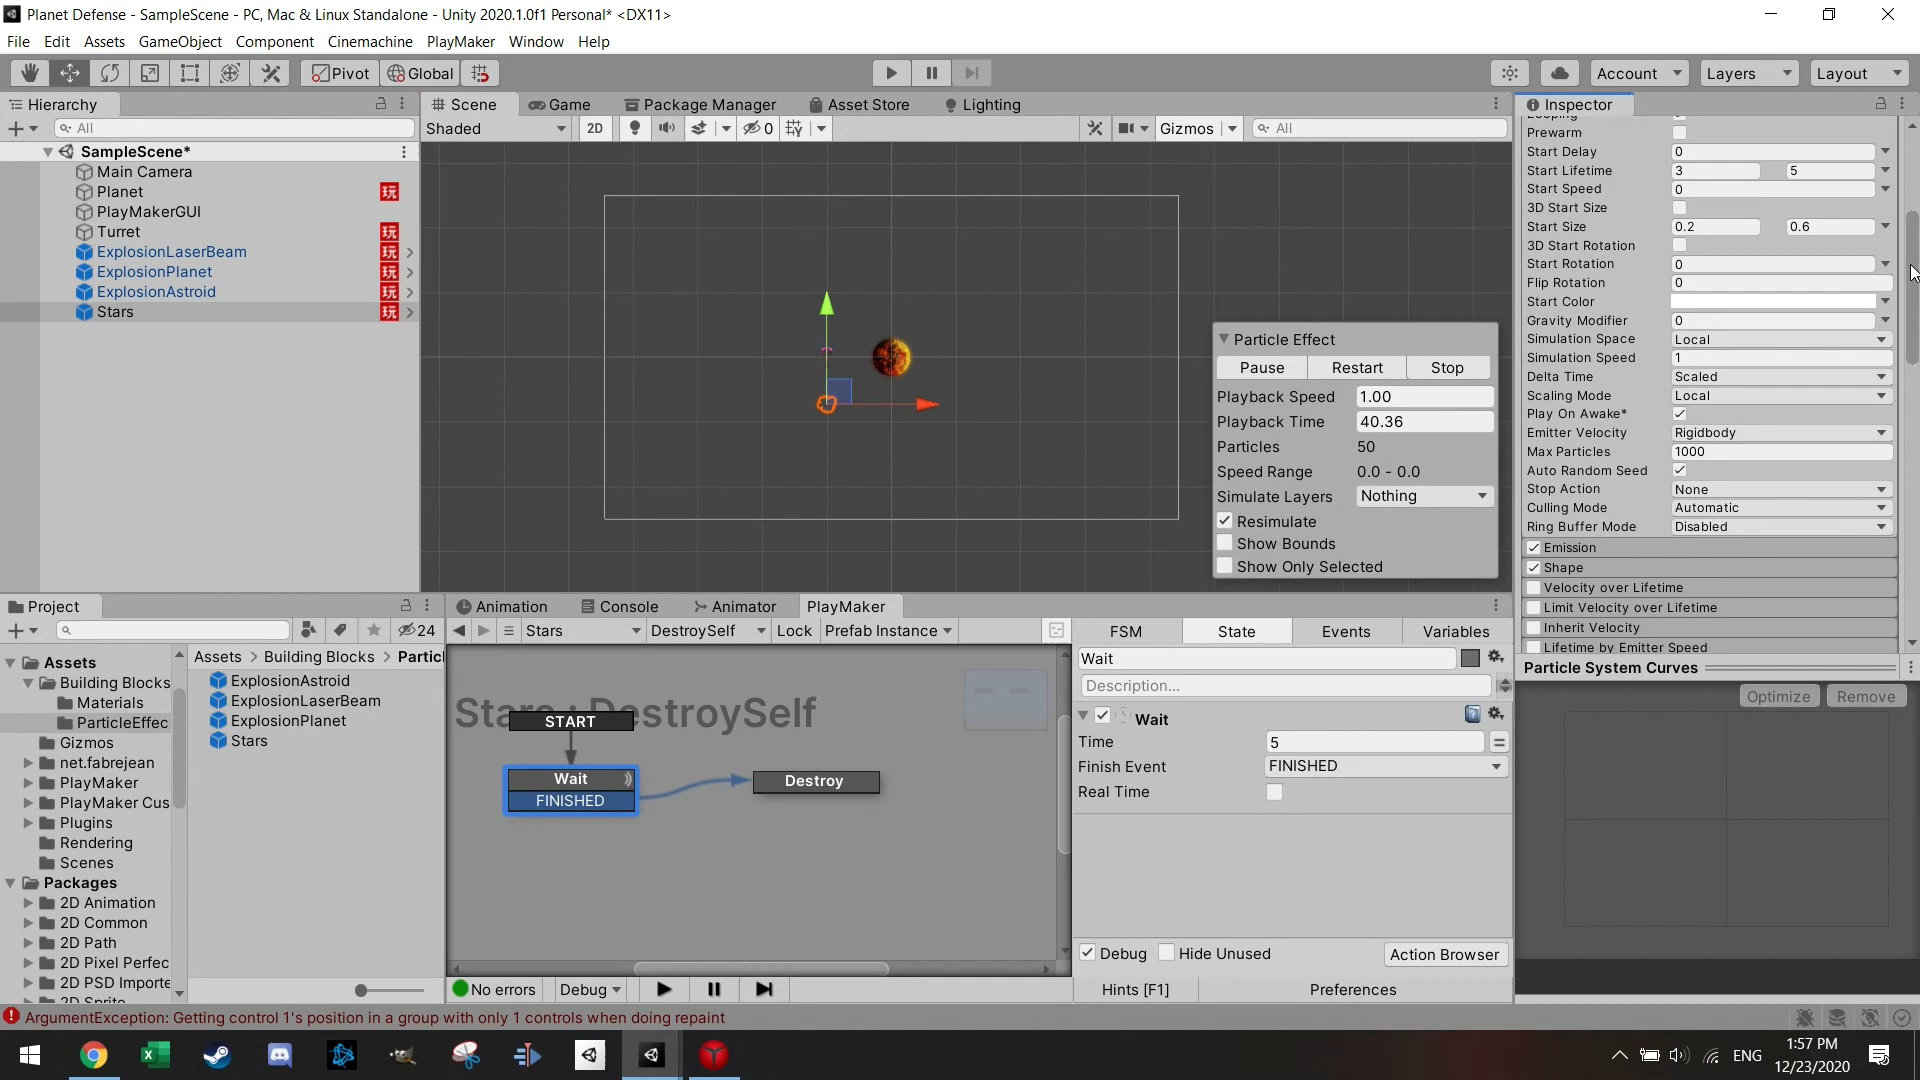 Planet Defense - SampleScene - PC, Mac & Linux Standalone - Unity 2020.1.0f1 Personal* <DX11>
File Edit Assets GameObject Component Cinemachine PlayMaker Window Help
Pivot Global Account Layers Layout
Hierarchy
All
SampleScene*
Main Camera
Planet 玩
PlayMakerGUI
Turret 玩
ExplosionLaserBeam 玩
ExplosionPlanet 玩
ExplosionAstroid 玩
Stars 玩
Scene Game Package Manager Asset Store Lighting
Shaded 2D 0 Gizmos All
Particle Effect
Pause Restart Stop
Playback Speed 1.00
Playback Time 40.36
Particles 50
Speed Range 0.0 - 0.0
Simulate Layers Nothing
Resimulate
Show Bounds
Show Only Selected
Inspector
Prewarm
Start Delay 0
Start Lifetime 3 5
Start Speed 0
3D Start Size
Start Size 0.2 0.6
3D Start Rotation
Start Rotation 0
Flip Rotation 0
Start Color
Gravity Modifier 0
Simulation Space Local
Simulation Speed 1
Delta Time Scaled
Scaling Mode Local
Play On Awake*
Emitter Velocity Rigidbody
Max Particles 1000
Auto Random Seed
Stop Action None
Culling Mode Automatic
Ring Buffer Mode Disabled
Emission
Shape
Velocity over Lifetime
Limit Velocity over Lifetime
Inherit Velocity
Lifetime by Emitter Speed
Particle System Curves
Optimize Remove
Project
24
Assets
Building Blocks
Materials
ParticleEffec
Gizmos
net.fabrejean
PlayMaker
PlayMaker Cus
Plugins
Rendering
Scenes
Packages
2D Animation
2D Common
2D Path
2D Pixel Perfec
2D PSD Importe
2D Sprite
Assets > Building Blocks > Particl
ExplosionAstroid
ExplosionLaserBeam
ExplosionPlanet
Stars
Animation Console Animator PlayMaker
Stars DestroySelf Lock Prefab Instance
Stars : DestroySelf
START
Wait
FINISHED
Destroy
No errors Debug
FSM State Events Variables
Wait
Description...
Wait
Time 5
Finish Event FINISHED
Real Time
Debug Hide Unused Action Browser
Hints [F1] Preferences
ArgumentException: Getting control 1's position in a group with only 1 controls when doing repaint
ENG
1:57 PM
12/23/2020